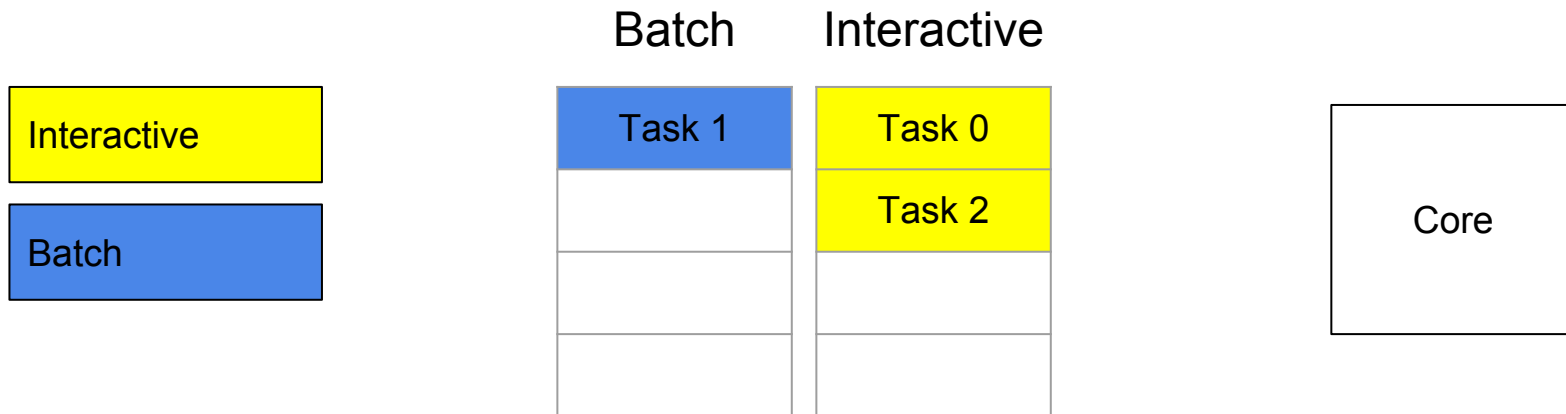 Batch Interactive
Interactive
Batch
Task 1 Task 0
Task 2
Core